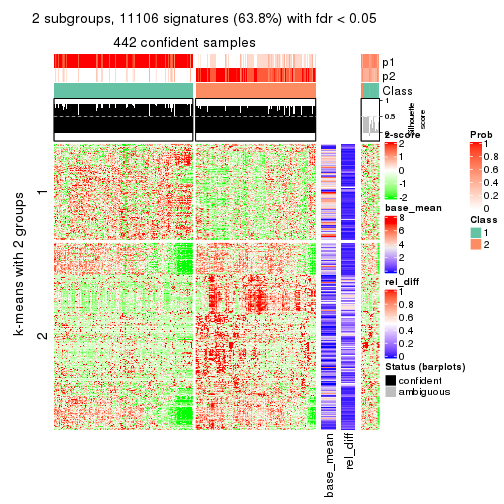 2 subgroups, 11106 signatures (63.8%) with fdr < 0.05
442 confident samples
p1
p2
Class
1
0.5
0
Silhouette
score
k-means with 2 groups
1
2
base_mean
rel_diff
z-score
2
1
0
-1
-2
base_mean
8
6
4
2
0
rel_diff
1
0.8
0.6
0.4
0.2
0
Status (barplots)
confident
ambiguous
Prob
1
0.8
0.6
0.4
0.2
0
Class
1
2